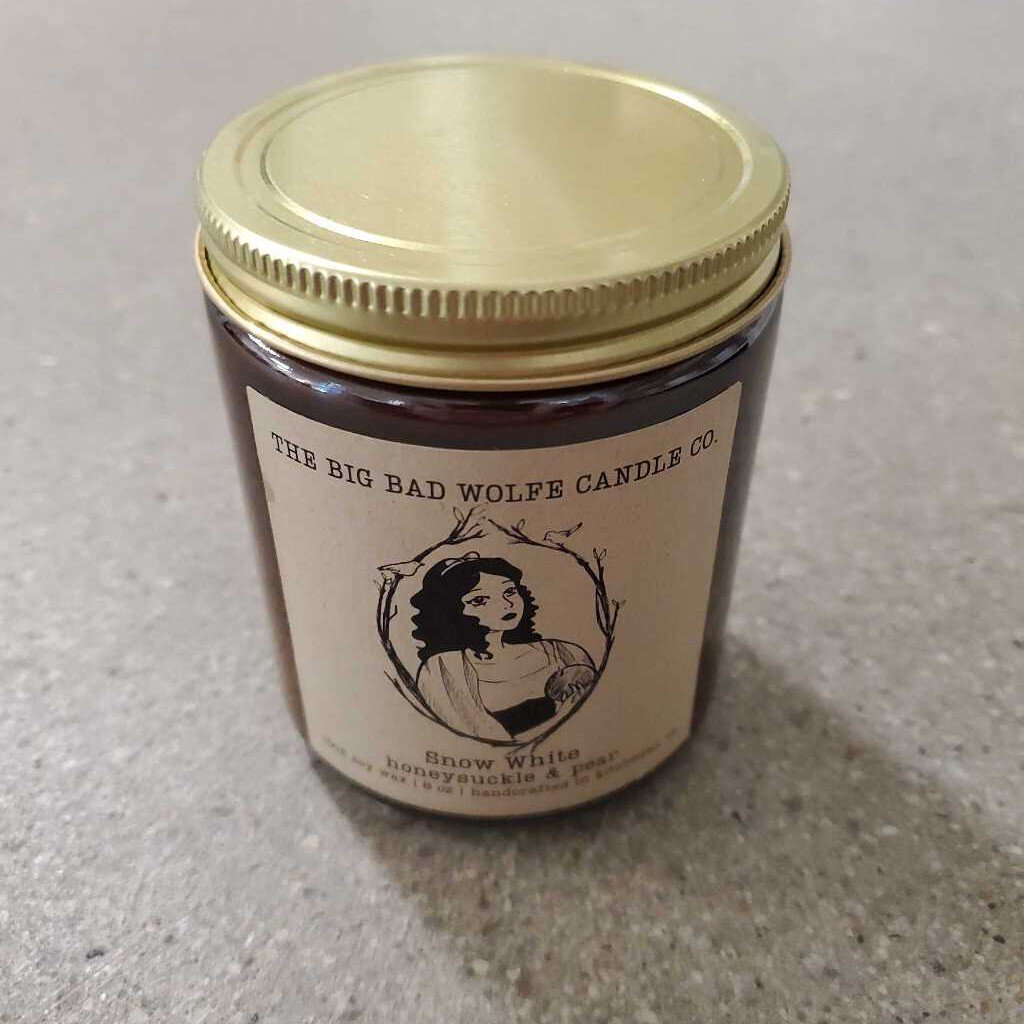 THE BIG BAD WOLFE CANDLE CO.
Snow White
honeysuckle & pear
soy wax | 8 oz | handcrafted in